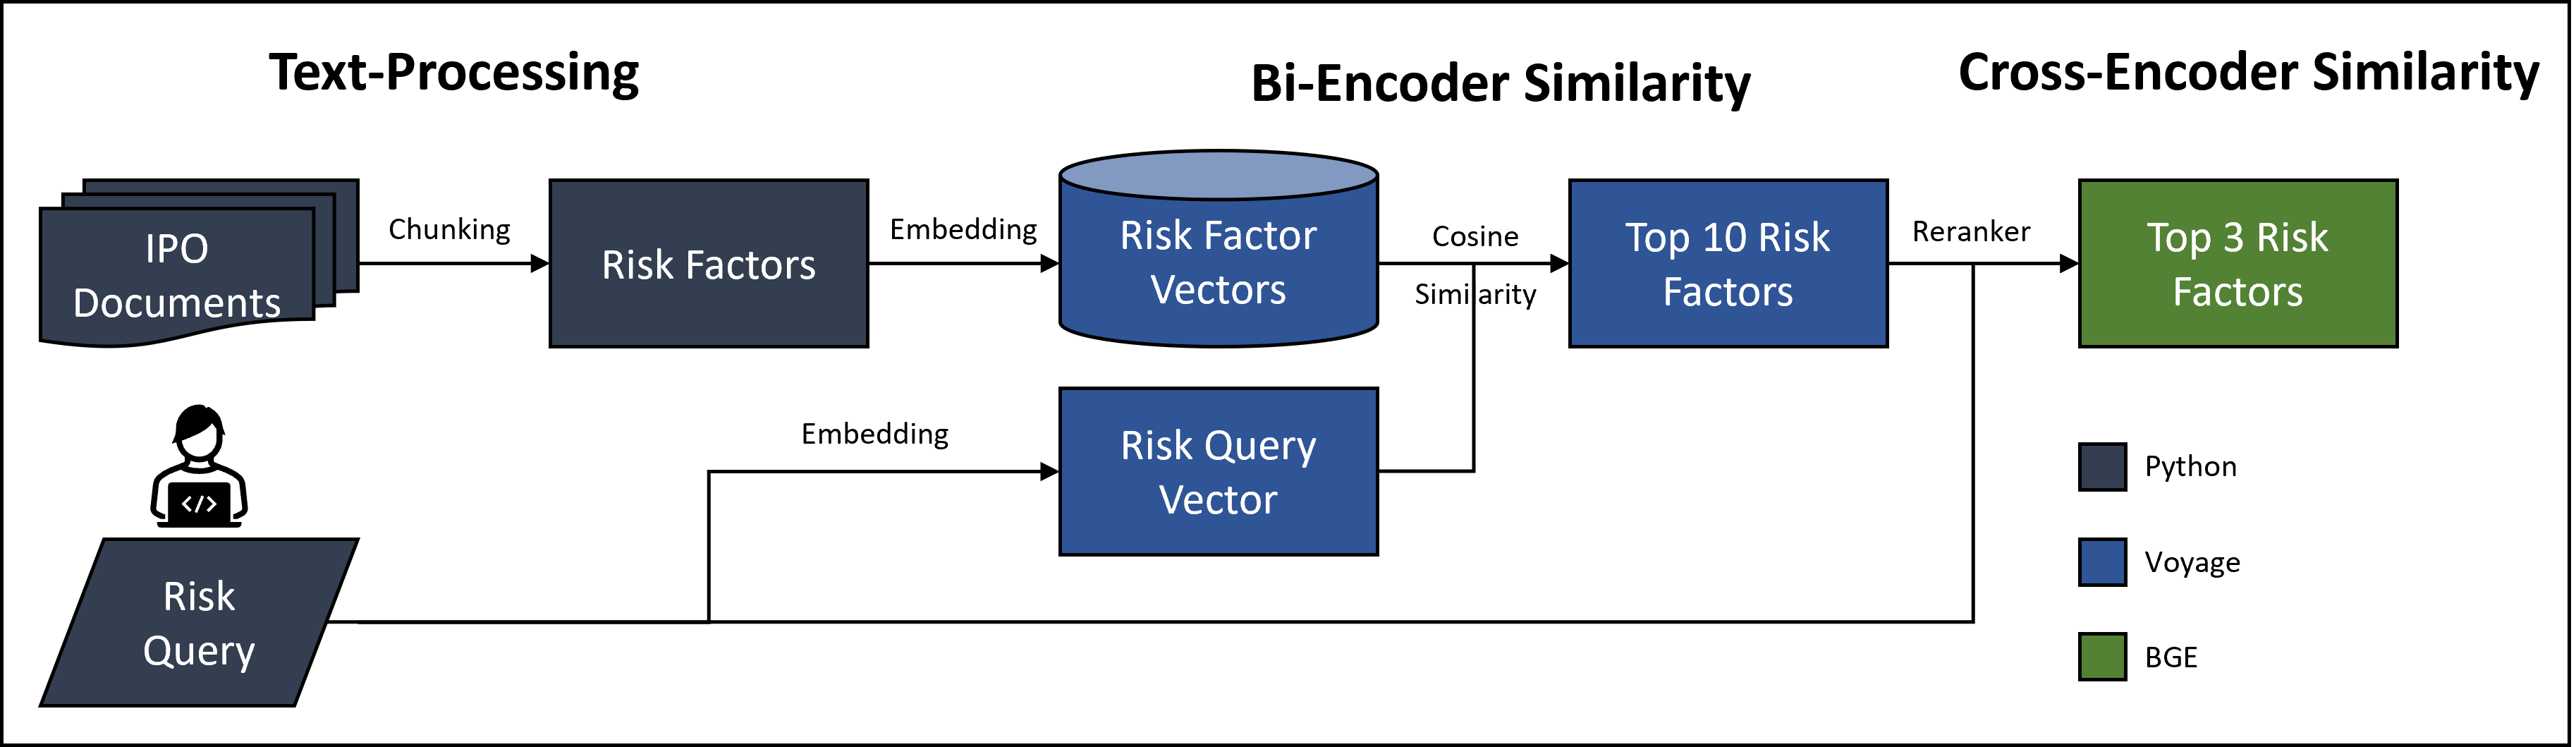 Text-Processing
Bi-Encoder Similarity
Cross-Encoder Similarity
IPO
Documents
Chunking
Risk Factors
Embedding
Risk Factor
Vectors
Cosine
Similarity
Top 10 Risk
Factors
Reranker
Top 3 Risk
Factors
</>
Risk
Query
Embedding
Risk Query
Vector
Python
Voyage
BGE